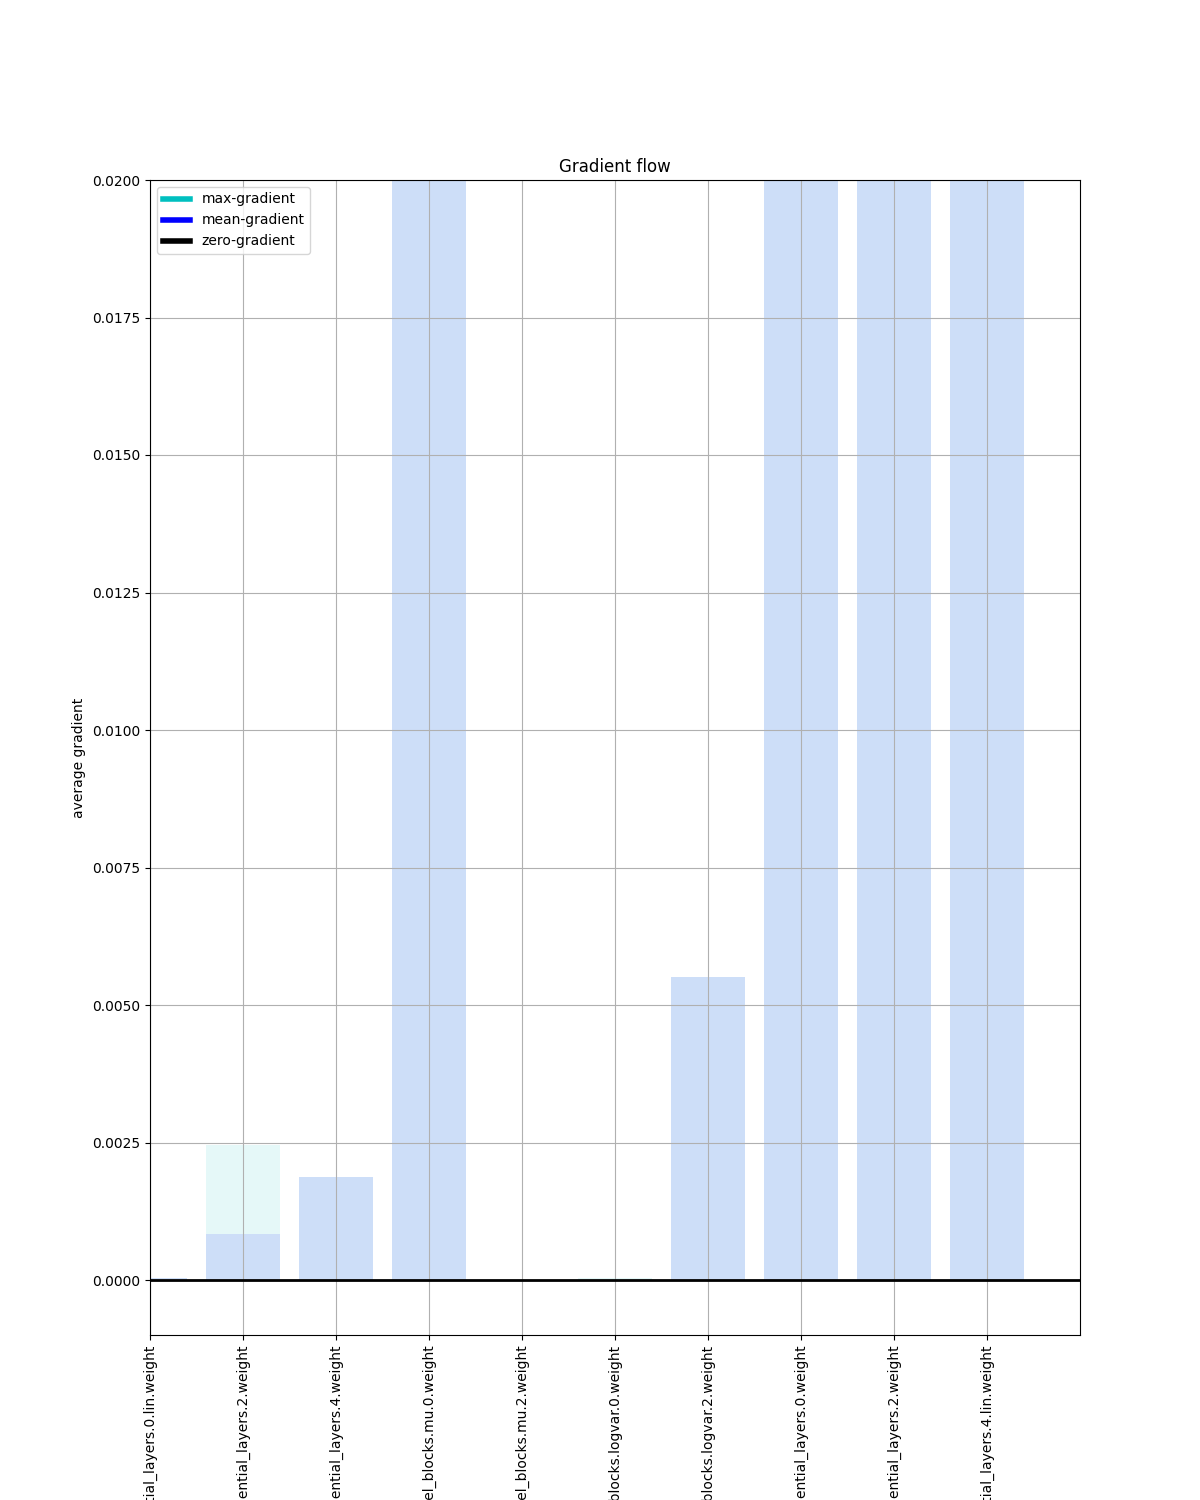 Gradient flow
max-gradient
mean-gradient
zero-gradient
0.0200
0.0175
0.0150
0.0125
0.0100
0.0075
0.0050
0.0025
0.0000
average gradient
tial_layers.0.lin.weight
ential_layers.2.weight
ential_layers.4.weight
el_blocks.mu.0.weight
el_blocks.mu.2.weight
blocks.logvar.0.weight
blocks.logvar.2.weight
ential_layers.0.weight
ential_layers.2.weight
tial_layers.4.lin.weight